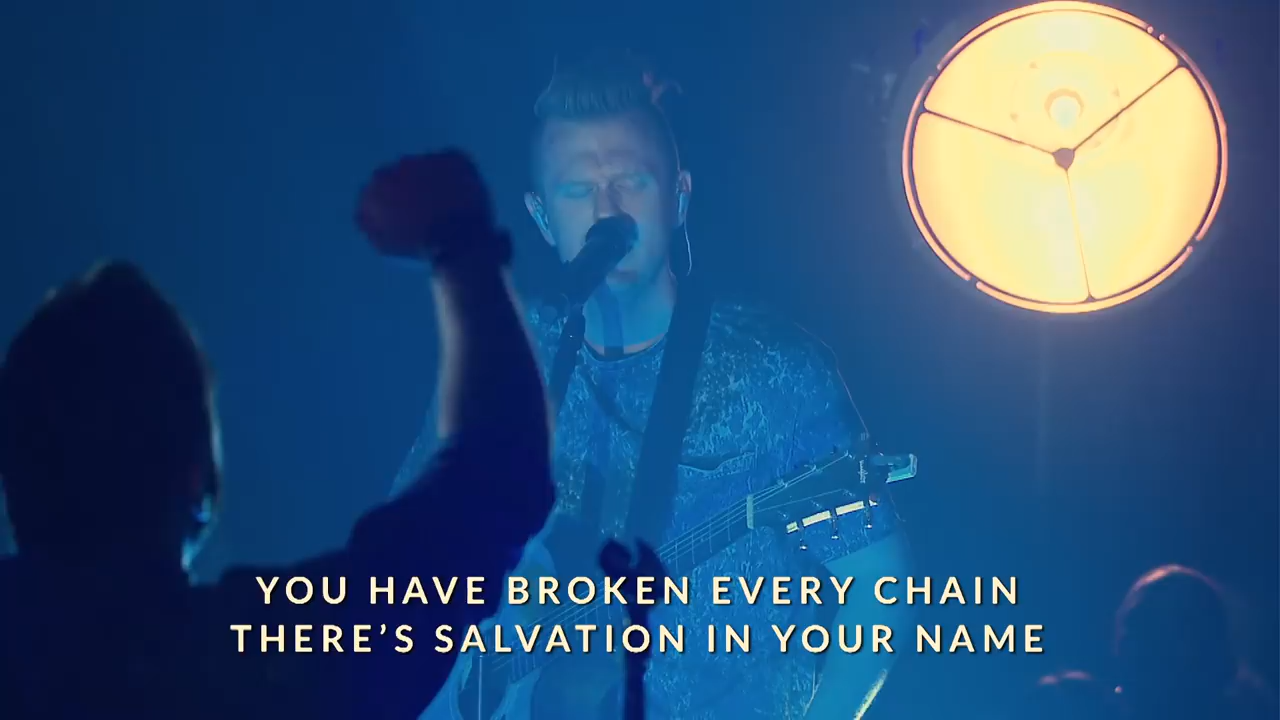 YOU HAVE BROKEN EVERY CHAIN
THERE’S SALVATION IN YOUR NAME